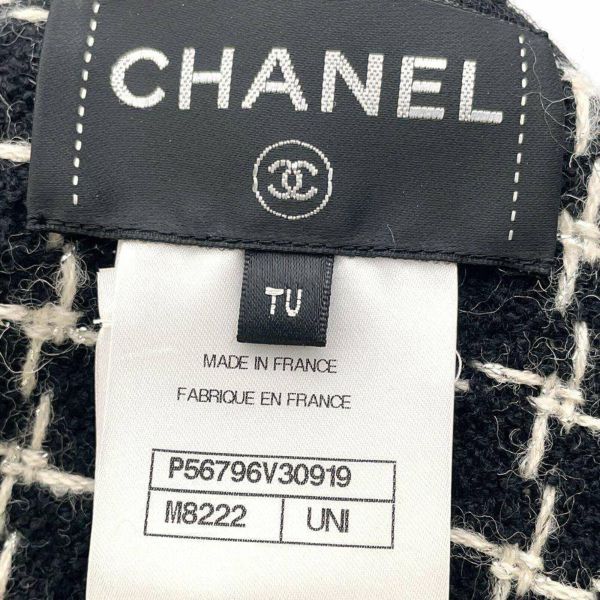 CHANEL
TU
MADE IN FRANCE
FABRIQUE EN FRANCE
P56796V30919
M8222 UNI